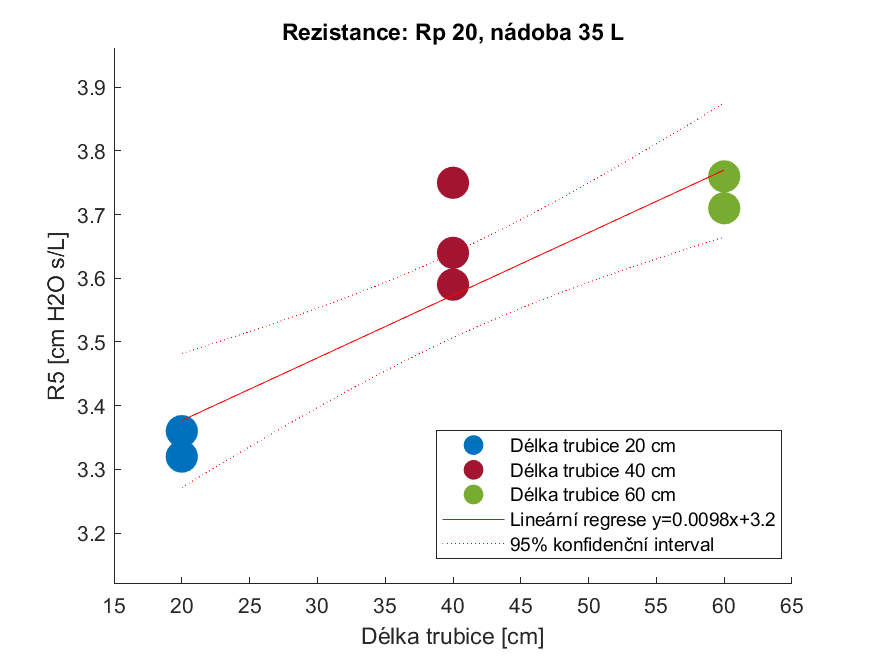 Rezistance: Rp 20, nádoba 35 L
R5 [cm H2O s/L]
3.9
3.8
3.7
3.6
3.5
3.4
3.3
3.2
Délka trubice 20 cm
Délka trubice 40 cm
Délka trubice 60 cm
Lineární regrese y=0.0098x+3.2
95% konfidenční interval
15 20 25 30 35 40 45 50 55 60 65
Délka trubice [cm]